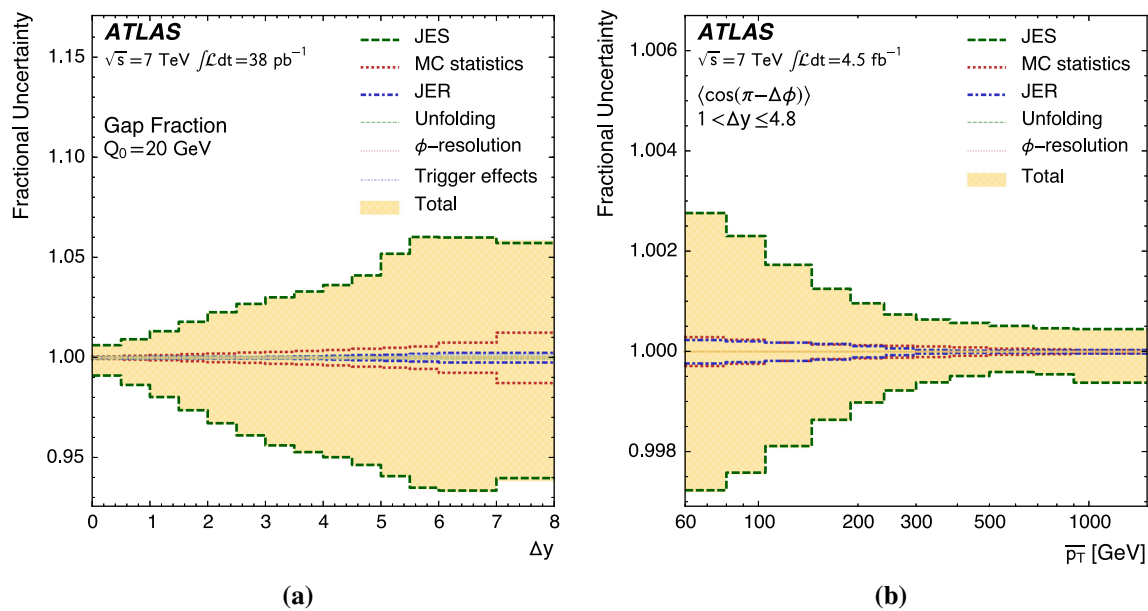 ATLAS
√s=7 TeV ∫ℒdt=38 pb⁻¹
Gap Fraction
Q₀=20 GeV
JES
MC statistics
JER
Unfolding
ϕ−resolution
Trigger effects
Total
Fractional Uncertainty
1.15
1.10
1.05
1.00
0.95
0 1 2 3 4 5 6 7 8
Δy
(a)
ATLAS
√s=7 TeV ∫ℒdt=4.5 fb⁻¹
⟨cos(π−Δϕ)⟩
1<Δy≤4.8
JES
MC statistics
JER
Unfolding
ϕ−resolution
Total
Fractional Uncertainty
1.006
1.004
1.002
1.000
0.998
60 100 200 300 500 1000
p̅T̅ [GeV]
(b)